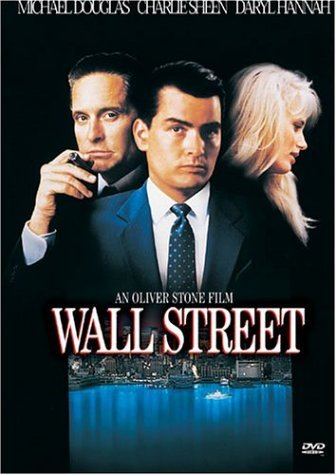 MICHAEL DOUGLAS CHARLIE SHEEN DARYL HANNAH
AN OLIVER STONE FILM
WALL STREET
DVD